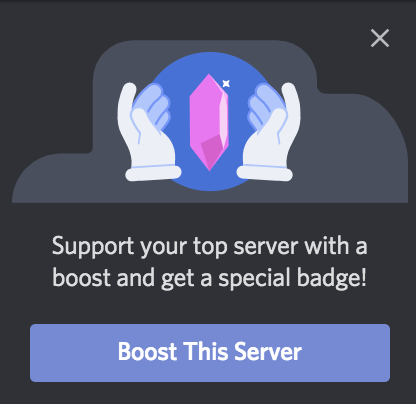 Support your top server with a
boost and get a special badge!
Boost This Server